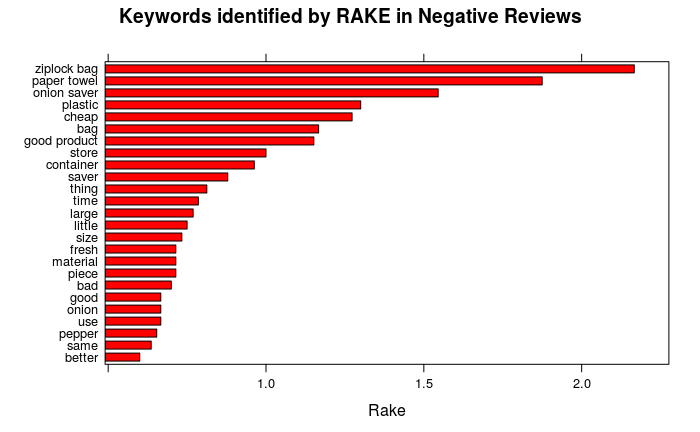 Keywords identified by RAKE in Negative Reviews
ziplock bag
paper towel
onion saver
plastic
cheap
bag
good product
store
container
saver
thing
time
large
little
size
fresh
material
piece
bad
good
onion
use
pepper
same
better
1.0 1.5 2.0
Rake